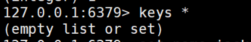 127.0.0.1:6379> keys *
(empty list or set)